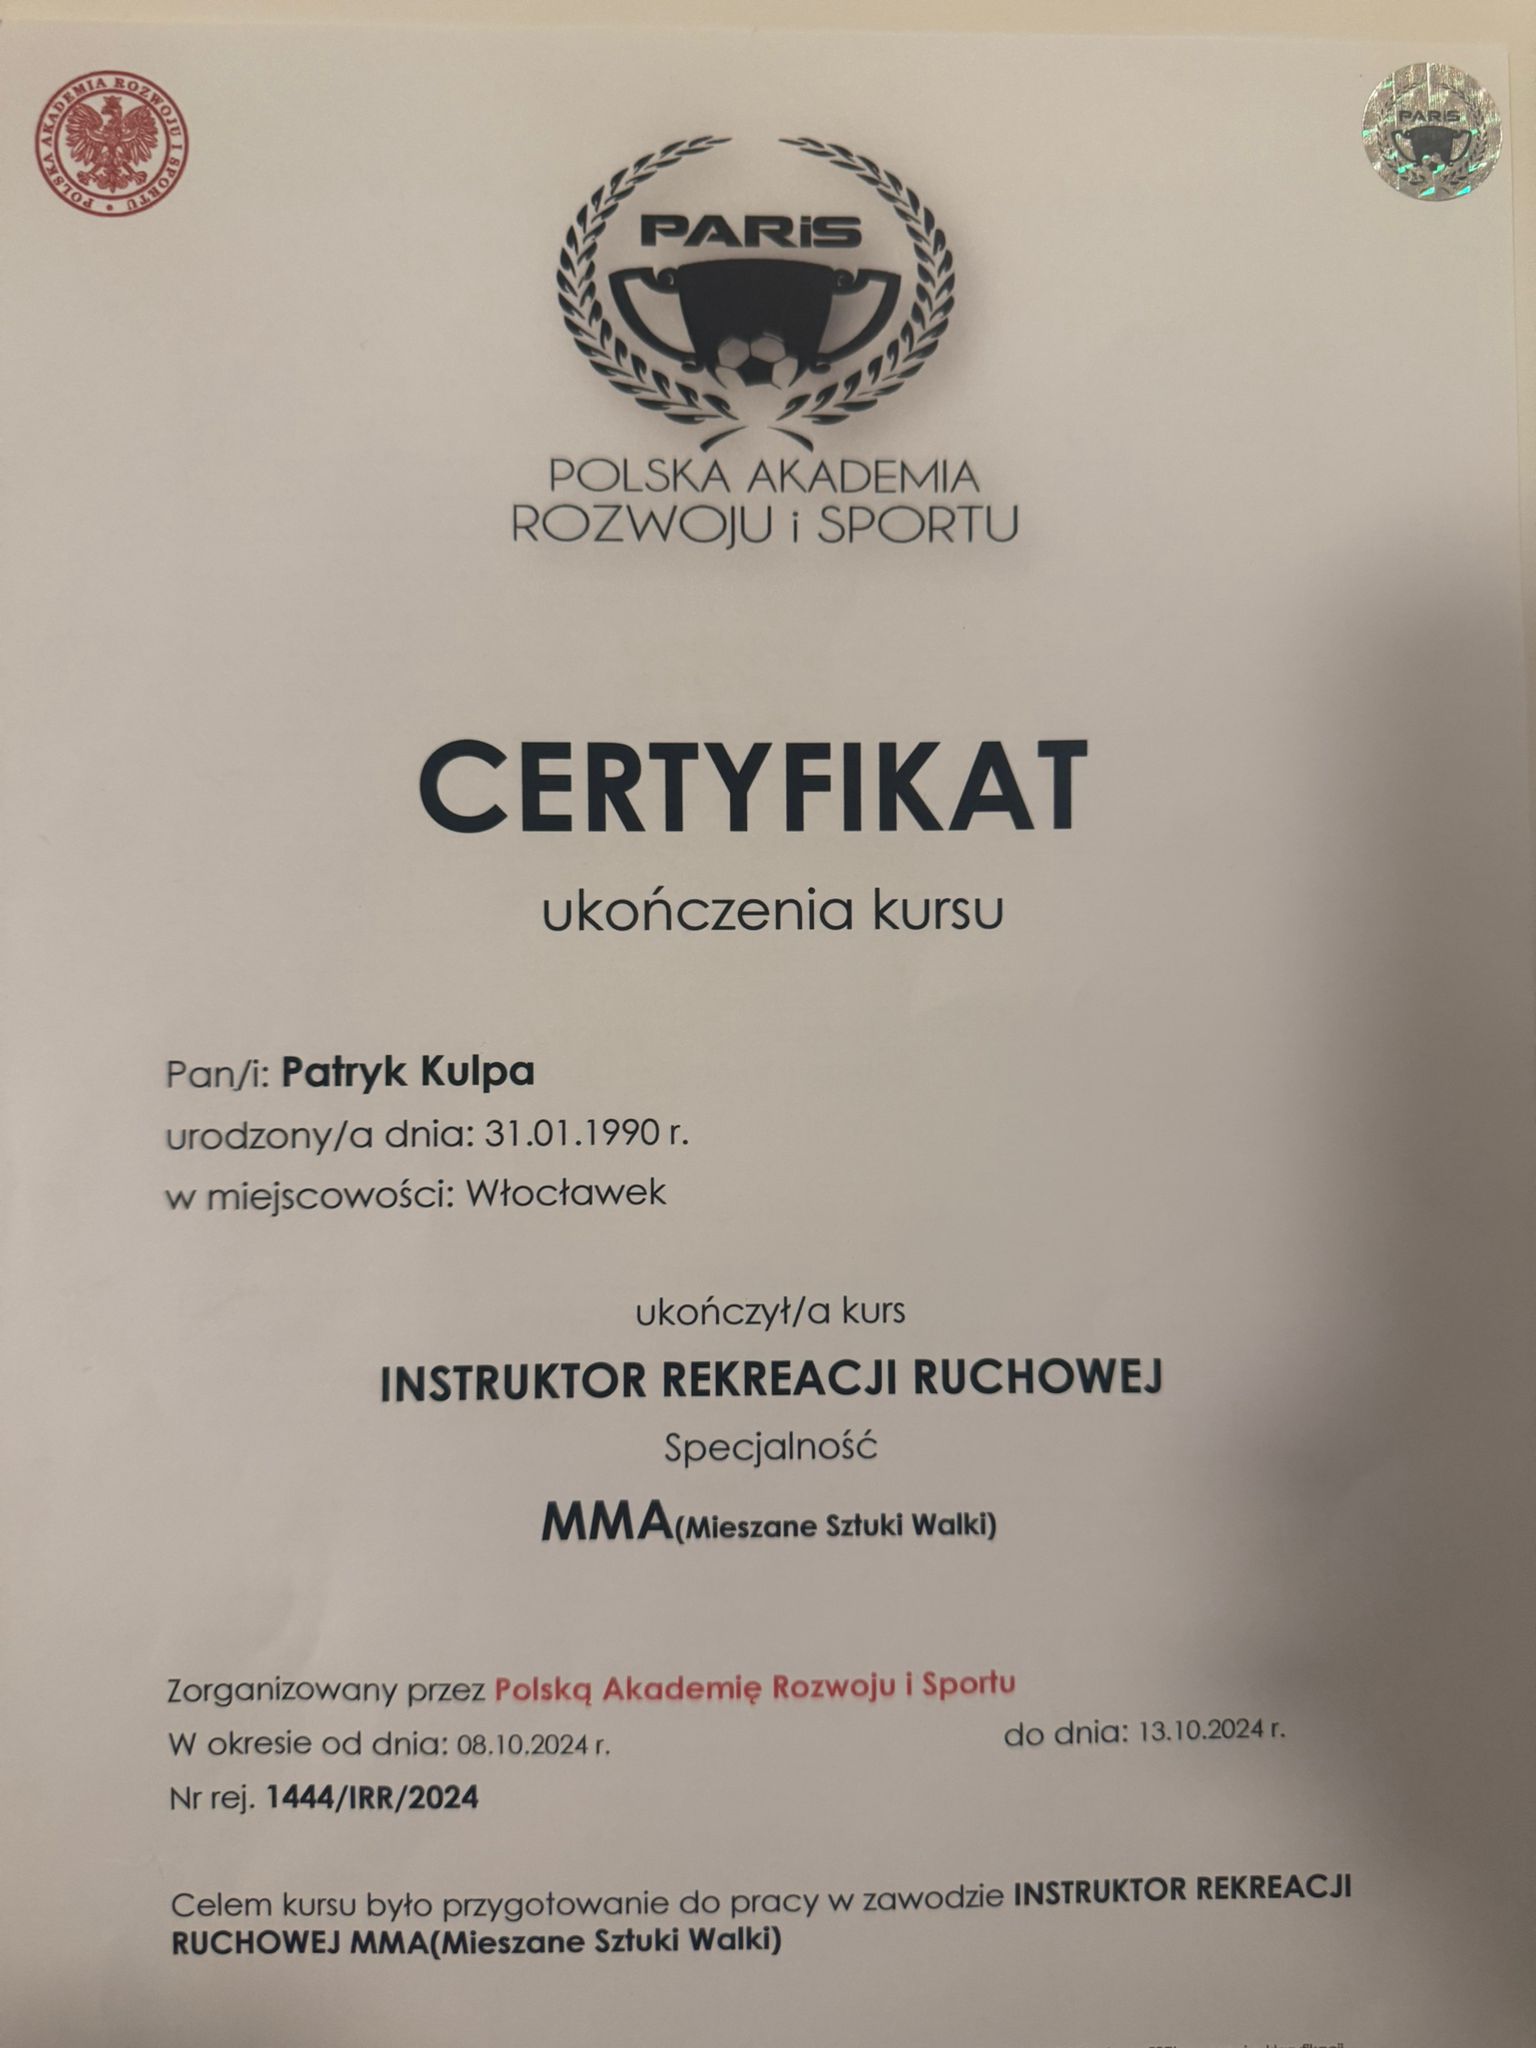 POLSKA AKADEMIA ROZWOJU I SPORTU
PARIS
PARiS
POLSKA AKADEMIA
ROZWOJU i SPORTU
CERTYFIKAT
ukończenia kursu
Pan/i: Patryk Kulpa
urodzony/a dnia: 31.01.1990 r.
w miejscowości: Włocławek
ukończył/a kurs
INSTRUKTOR REKREACJI RUCHOWEJ
Specjalność
MMA(Mieszane Sztuki Walki)
Zorganizowany przez Polską Akademię Rozwoju i Sportu
W okresie od dnia: 08.10.2024 r. do dnia: 13.10.2024 r.
Nr rej. 1444/IRR/2024
Celem kursu było przygotowanie do pracy w zawodzie INSTRUKTOR REKREACJI
RUCHOWEJ MMA(Mieszane Sztuki Walki)